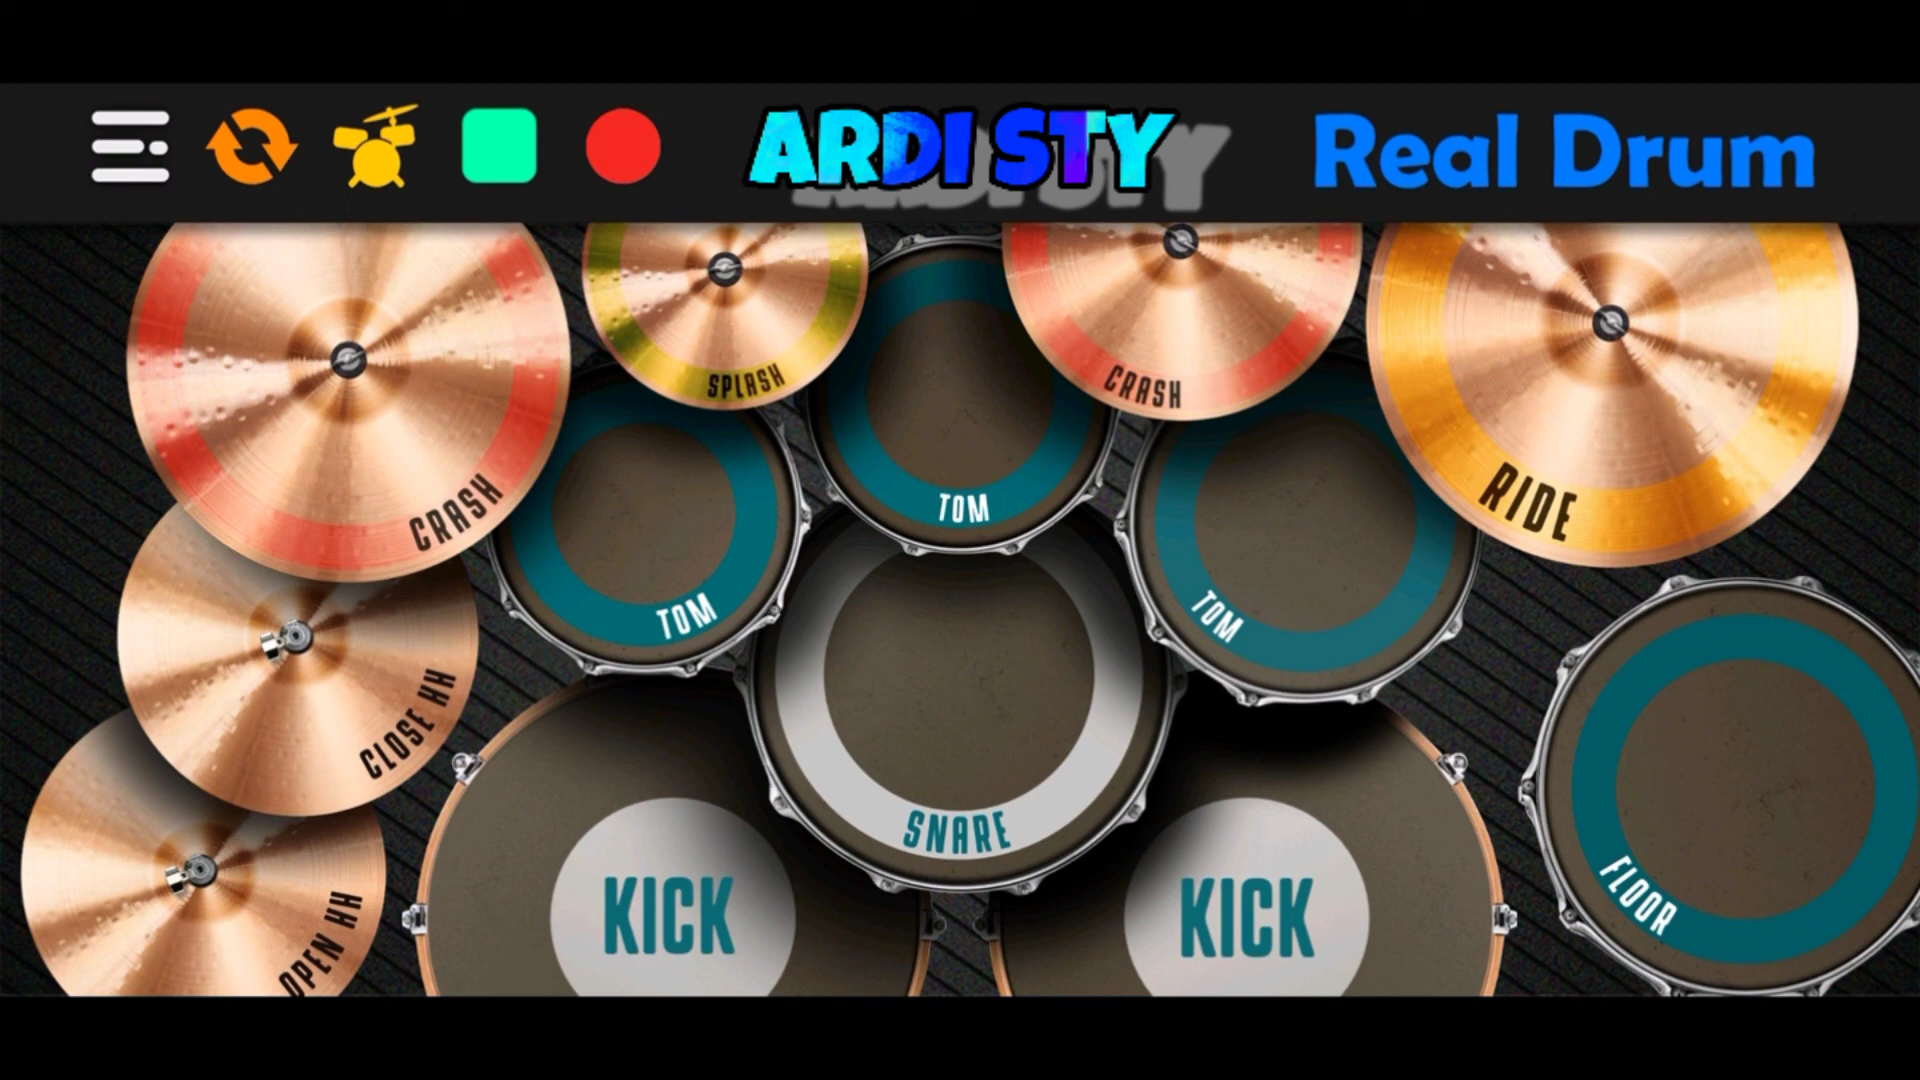 ARDI STY
Real Drum
SPLASH
CRASH
CRASH
RIDE
TOM
TOM
TOM
CLOSE HH
SNARE
KICK
KICK
FLOOR
OPEN HH